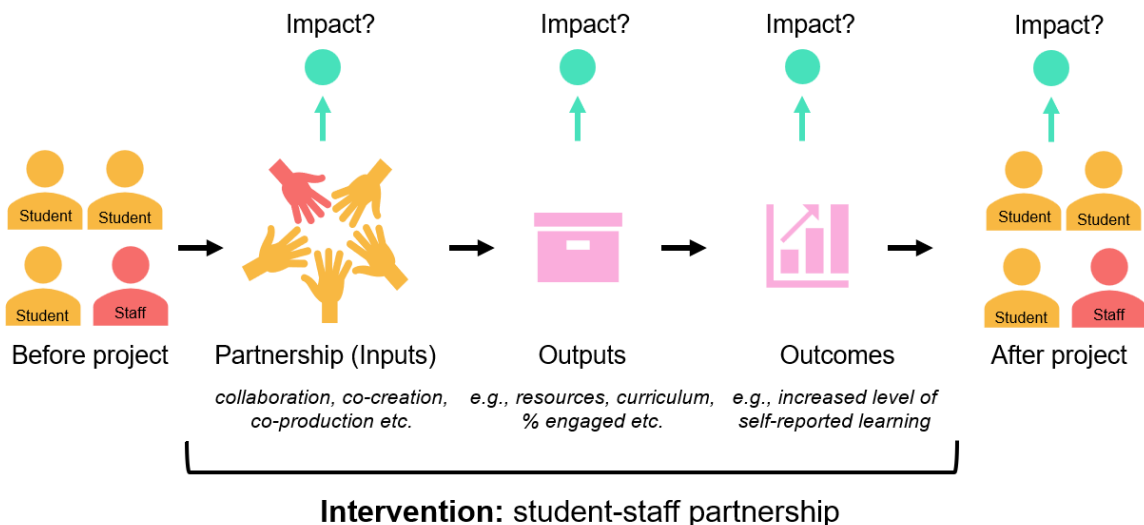 Impact?
Impact?
Impact?
Impact?
Student
Student
Student
Staff
Student
Student
Student
Staff
Before project
Partnership (Inputs)
Outputs
Outcomes
After project
collaboration, co-creation,
co-production etc.
e.g., resources, curriculum,
% engaged etc.
e.g., increased level of
self-reported learning
Intervention: student-staff partnership